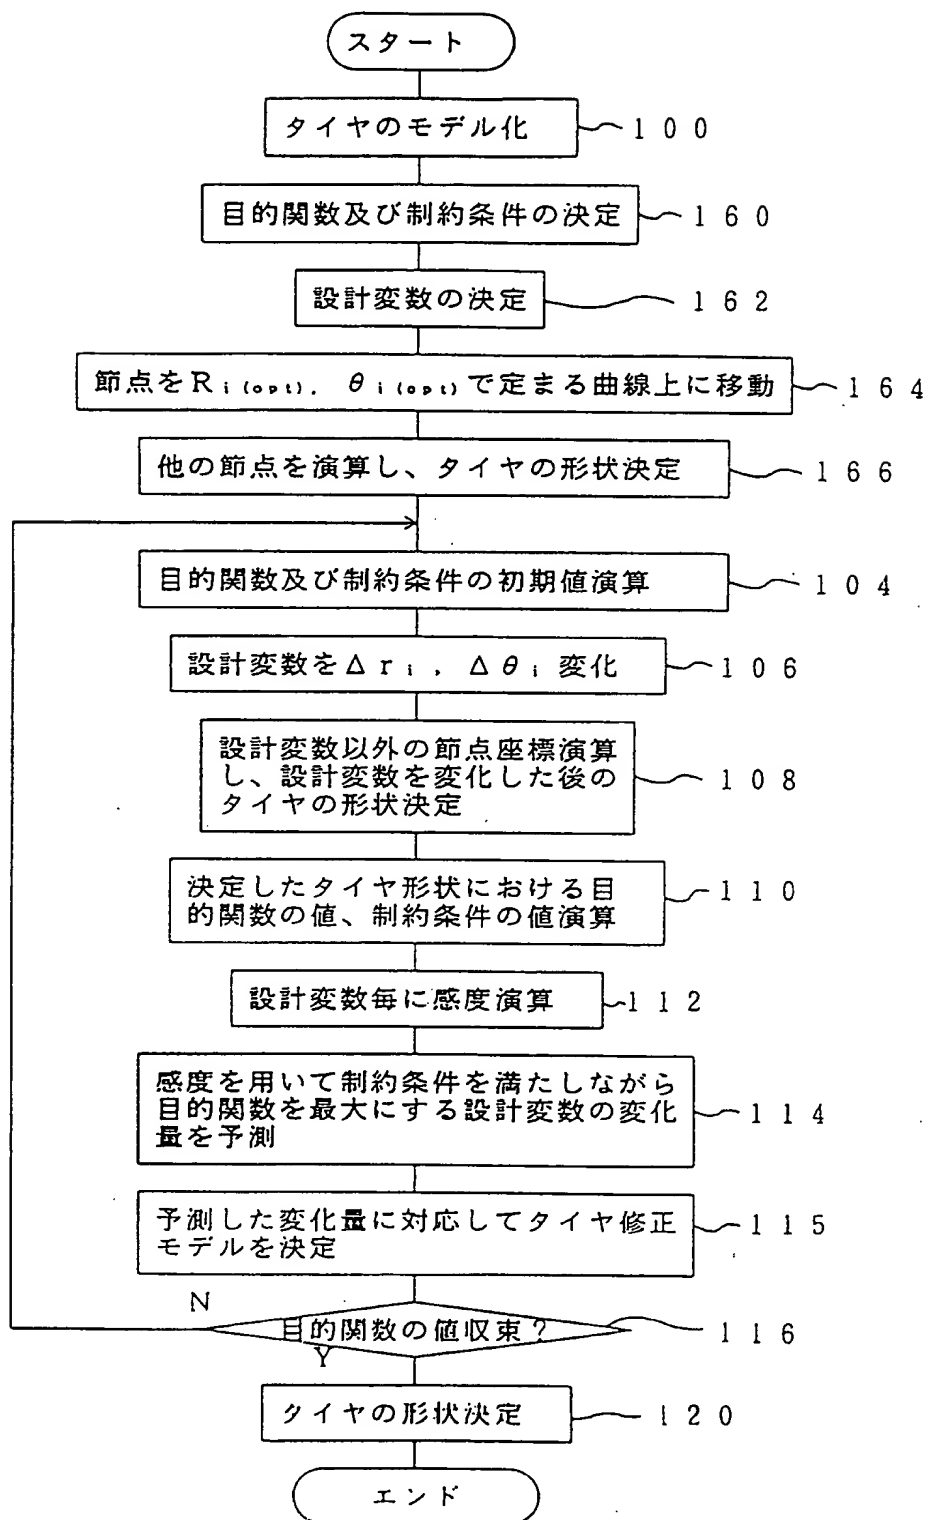 スタート
タイヤのモデル化
100
目的関数及び制約条件の決定
160
設計変数の決定
162
節点をRi(opt). θi(opt)で定まる曲線上に移動
164
他の節点を演算し、タイヤの形状決定
166
目的関数及び制約条件の初期値演算
104
設計変数をΔri. Δθi変化
106
設計変数以外の節点座標演算
し、設計変数を変化した後の
タイヤの形状決定
108
決定したタイヤ形状における目
的関数の値、制約条件の値演算
110
設計変数毎に感度演算
112
感度を用いて制約条件を満たしながら
目的関数を最大にする設計変数の変化
量を予測
114
予測した変化量に対応してタイヤ修正
モデルを決定
115
N
目的関数の値収束?
116
Y
タイヤの形状決定
120
エンド